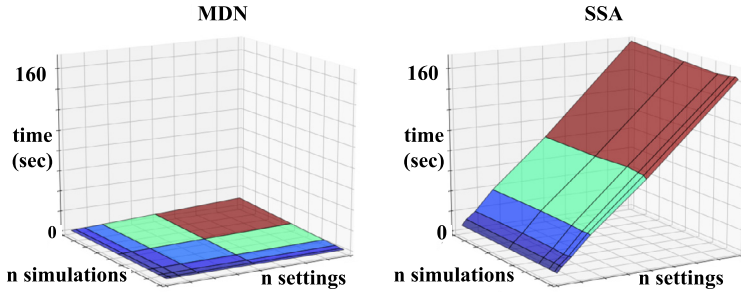 MDN
160
time
(sec)
0
n simulations
n settings
SSA
160
time
(sec)
0
n simulations
n settings